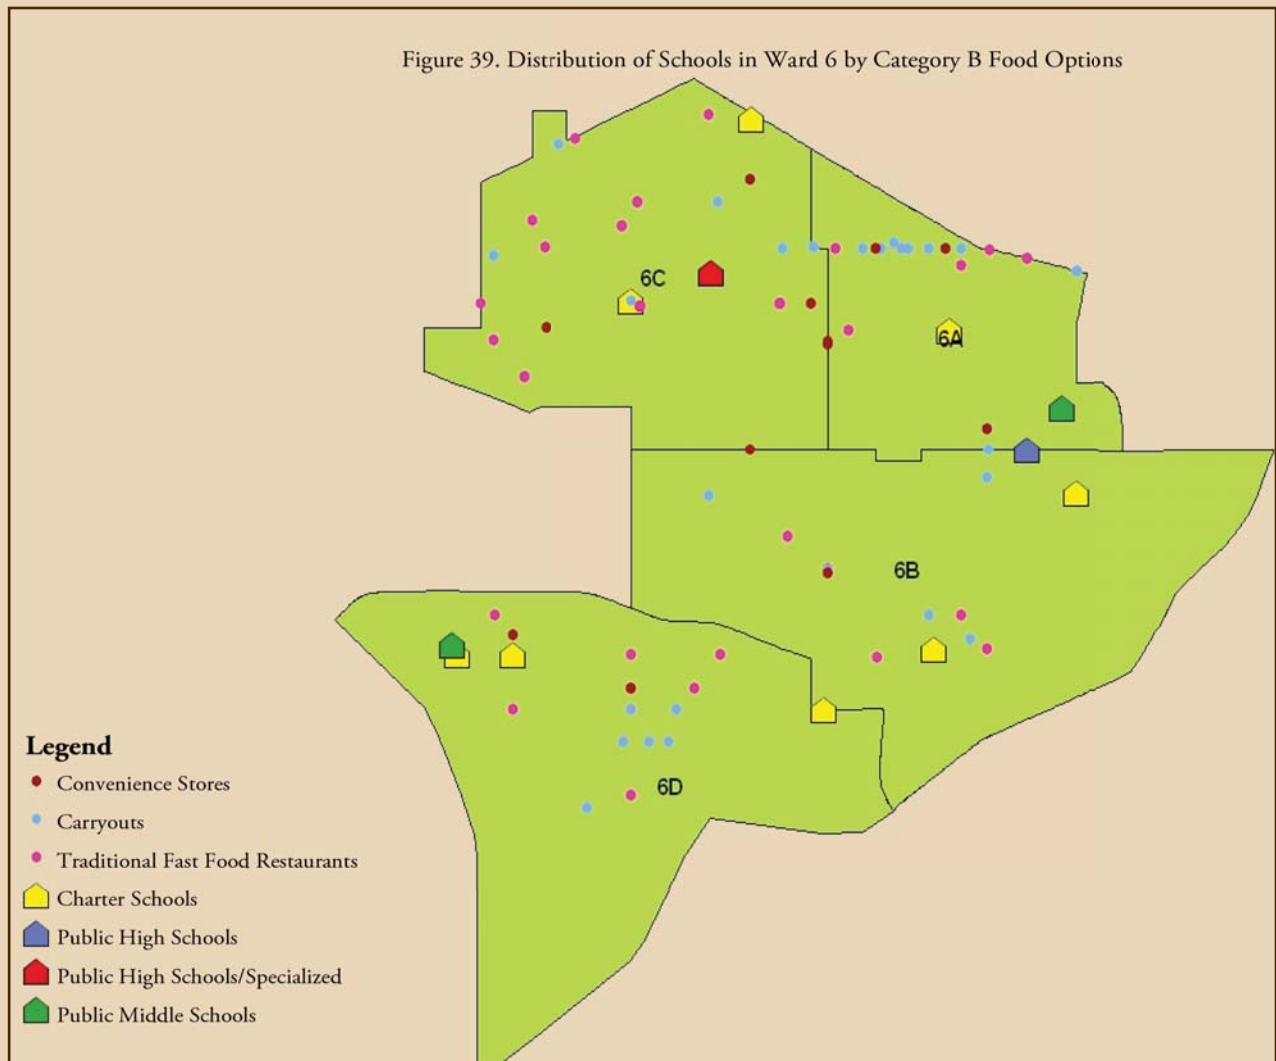 Figure 39. Distribution of Schools in Ward 6 by Category B Food Options
6C
6A
6B
6D
Legend
Convenience Stores
Carryouts
Traditional Fast Food Restaurants
Charter Schools
Public High Schools
Public High Schools/Specialized
Public Middle Schools